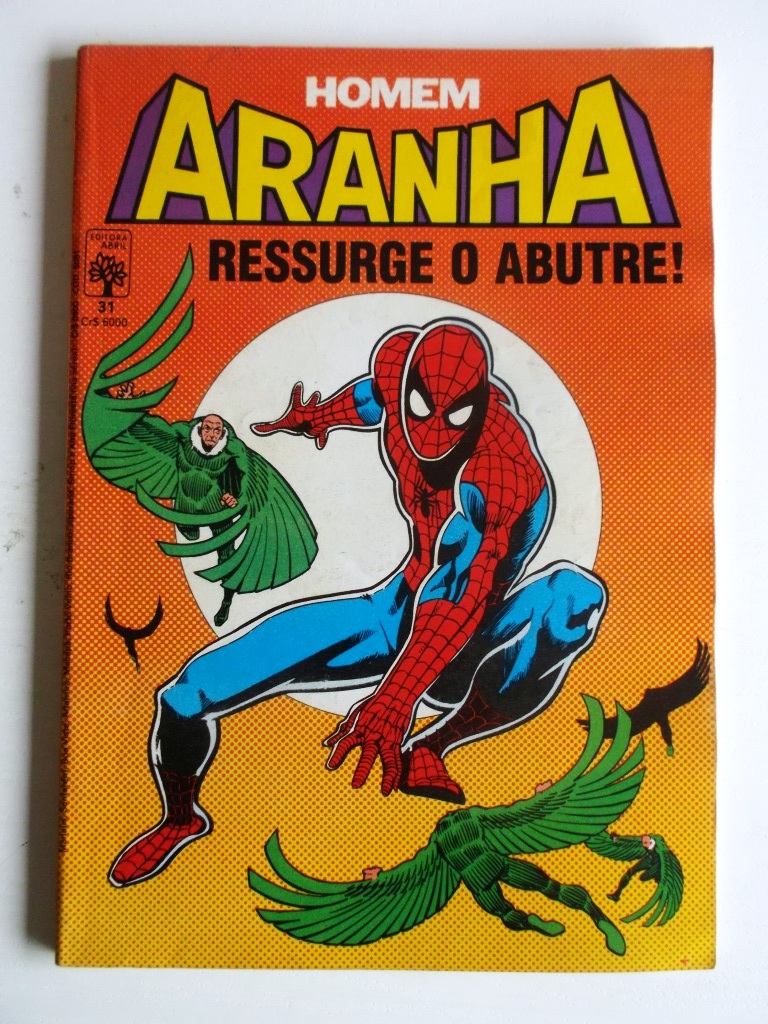 HOMEM
ARANHA
EDITORA
ABRIL
31
Cr$ 6000
RESSURGE O ABUTRE!